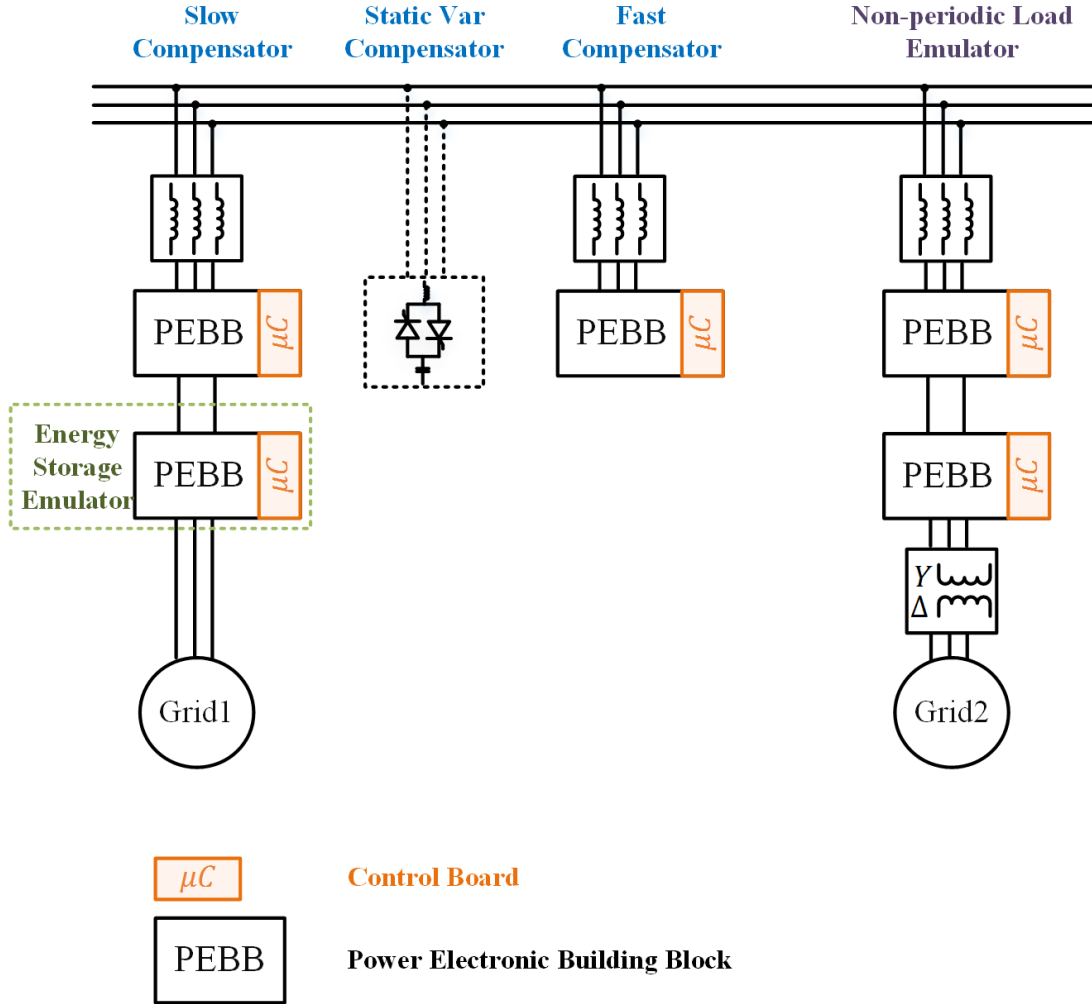 Slow
Compensator
Static Var
Compensator
Fast
Compensator
Non-periodic Load
Emulator
PEBB
μC
PEBB
μC
PEBB
μC
Energy
Storage
Emulator
PEBB
μC
PEBB
μC
Y
Δ
Grid1
Grid2
μC
Control Board
PEBB
Power Electronic Building Block